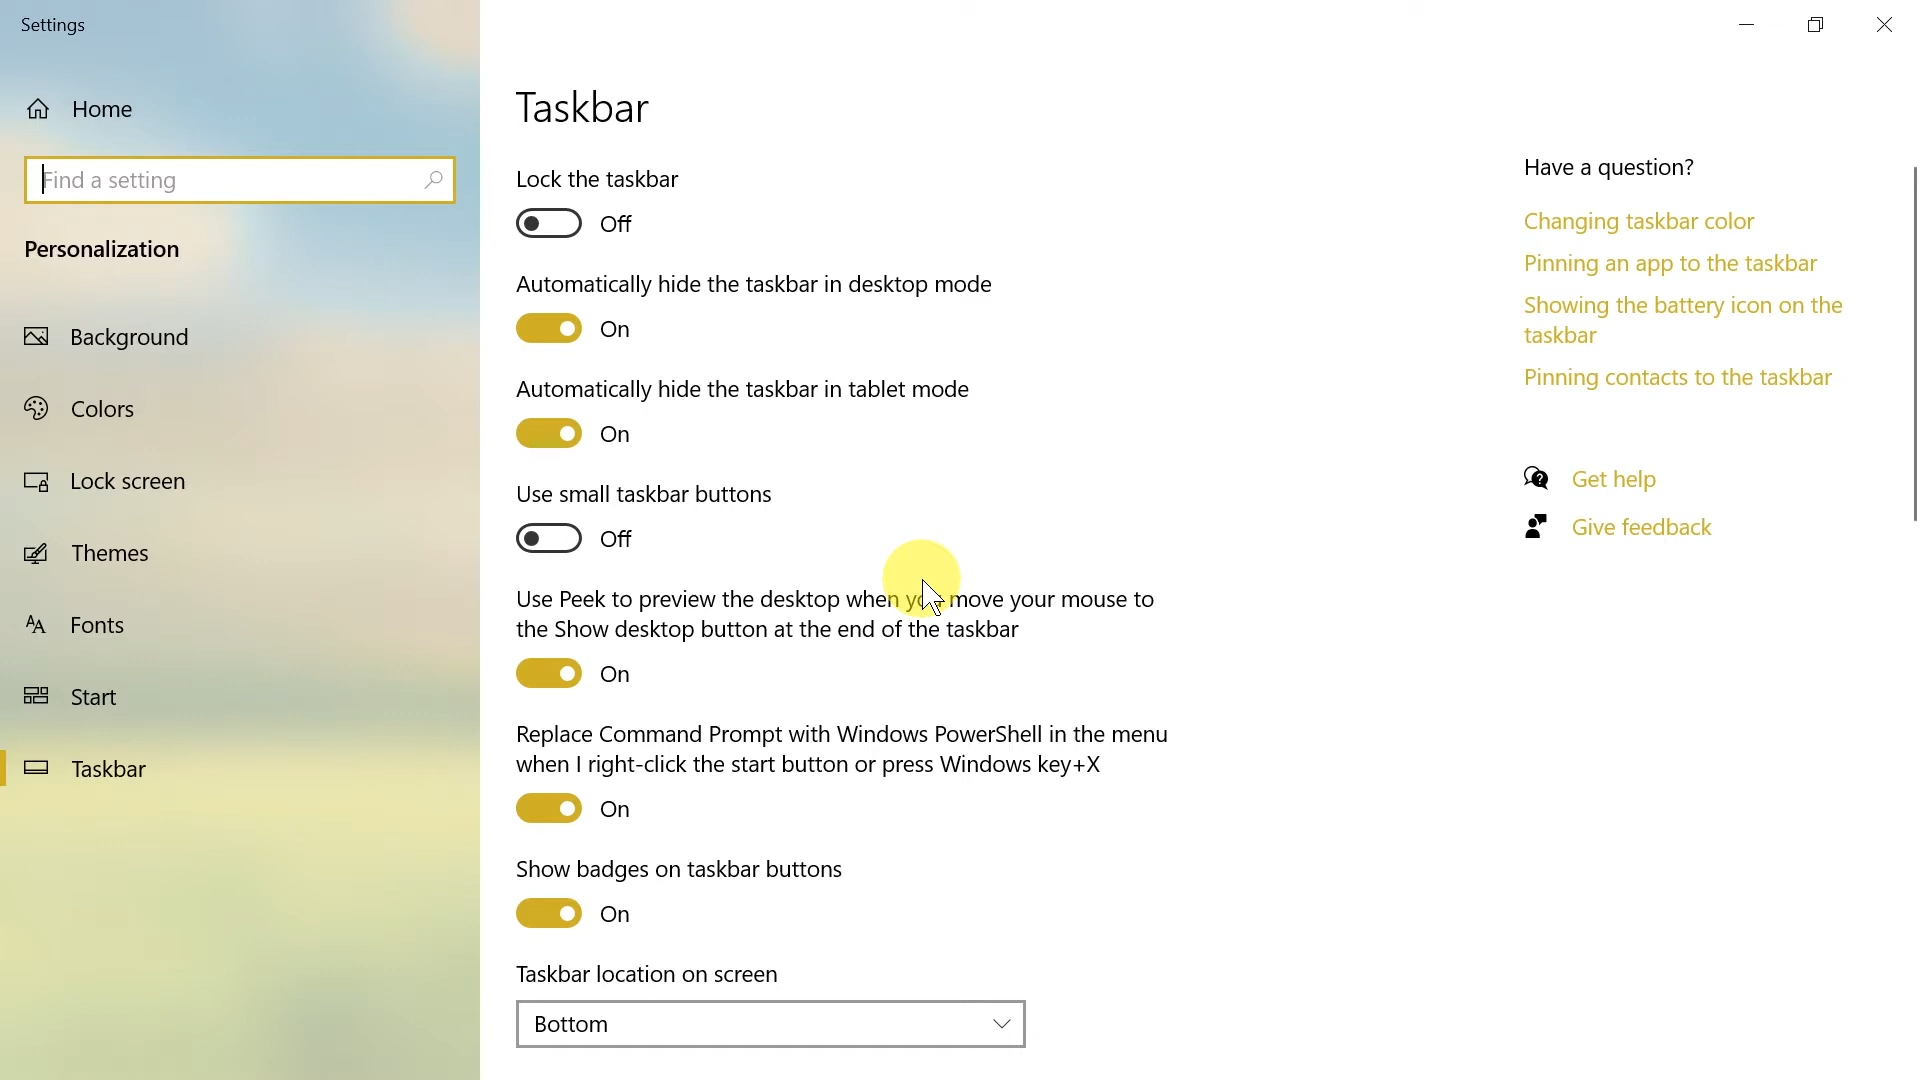 Settings
Home
Find a setting
Personalization
Background
Colors
Lock screen
Themes
Fonts
Start
Taskbar
Taskbar
Lock the taskbar
Off
Automatically hide the taskbar in desktop mode
On
Automatically hide the taskbar in tablet mode
On
Use small taskbar buttons
Off
Use Peek to preview the desktop when you move your mouse to
the Show desktop button at the end of the taskbar
On
Replace Command Prompt with Windows PowerShell in the menu
when I right-click the start button or press Windows key+X
On
Show badges on taskbar buttons
On
Taskbar location on screen
Bottom
Have a question?
Changing taskbar color
Pinning an app to the taskbar
Showing the battery icon on the
taskbar
Pinning contacts to the taskbar
Get help
Give feedback